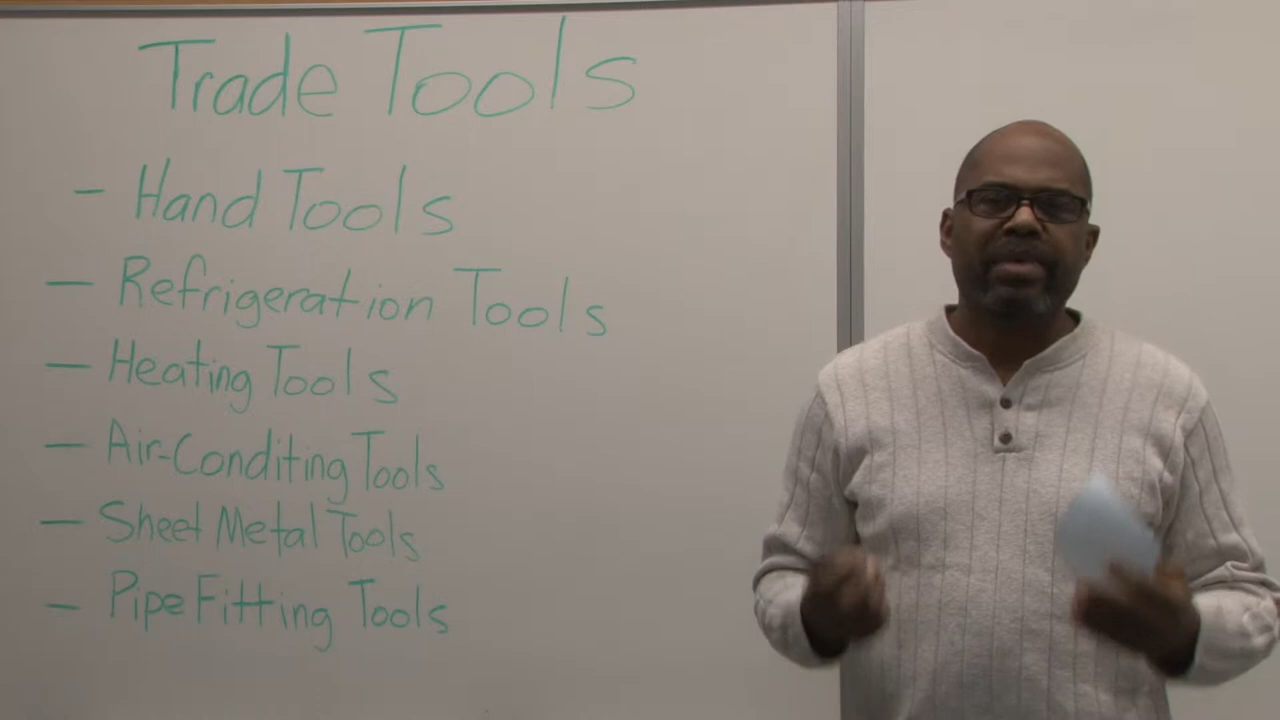 Trade Tools
- Hand Tools
- Refrigeration Tools
- Heating Tools
- Air-Conditing Tools
- Sheet Metal Tools
- Pipe Fitting Tools